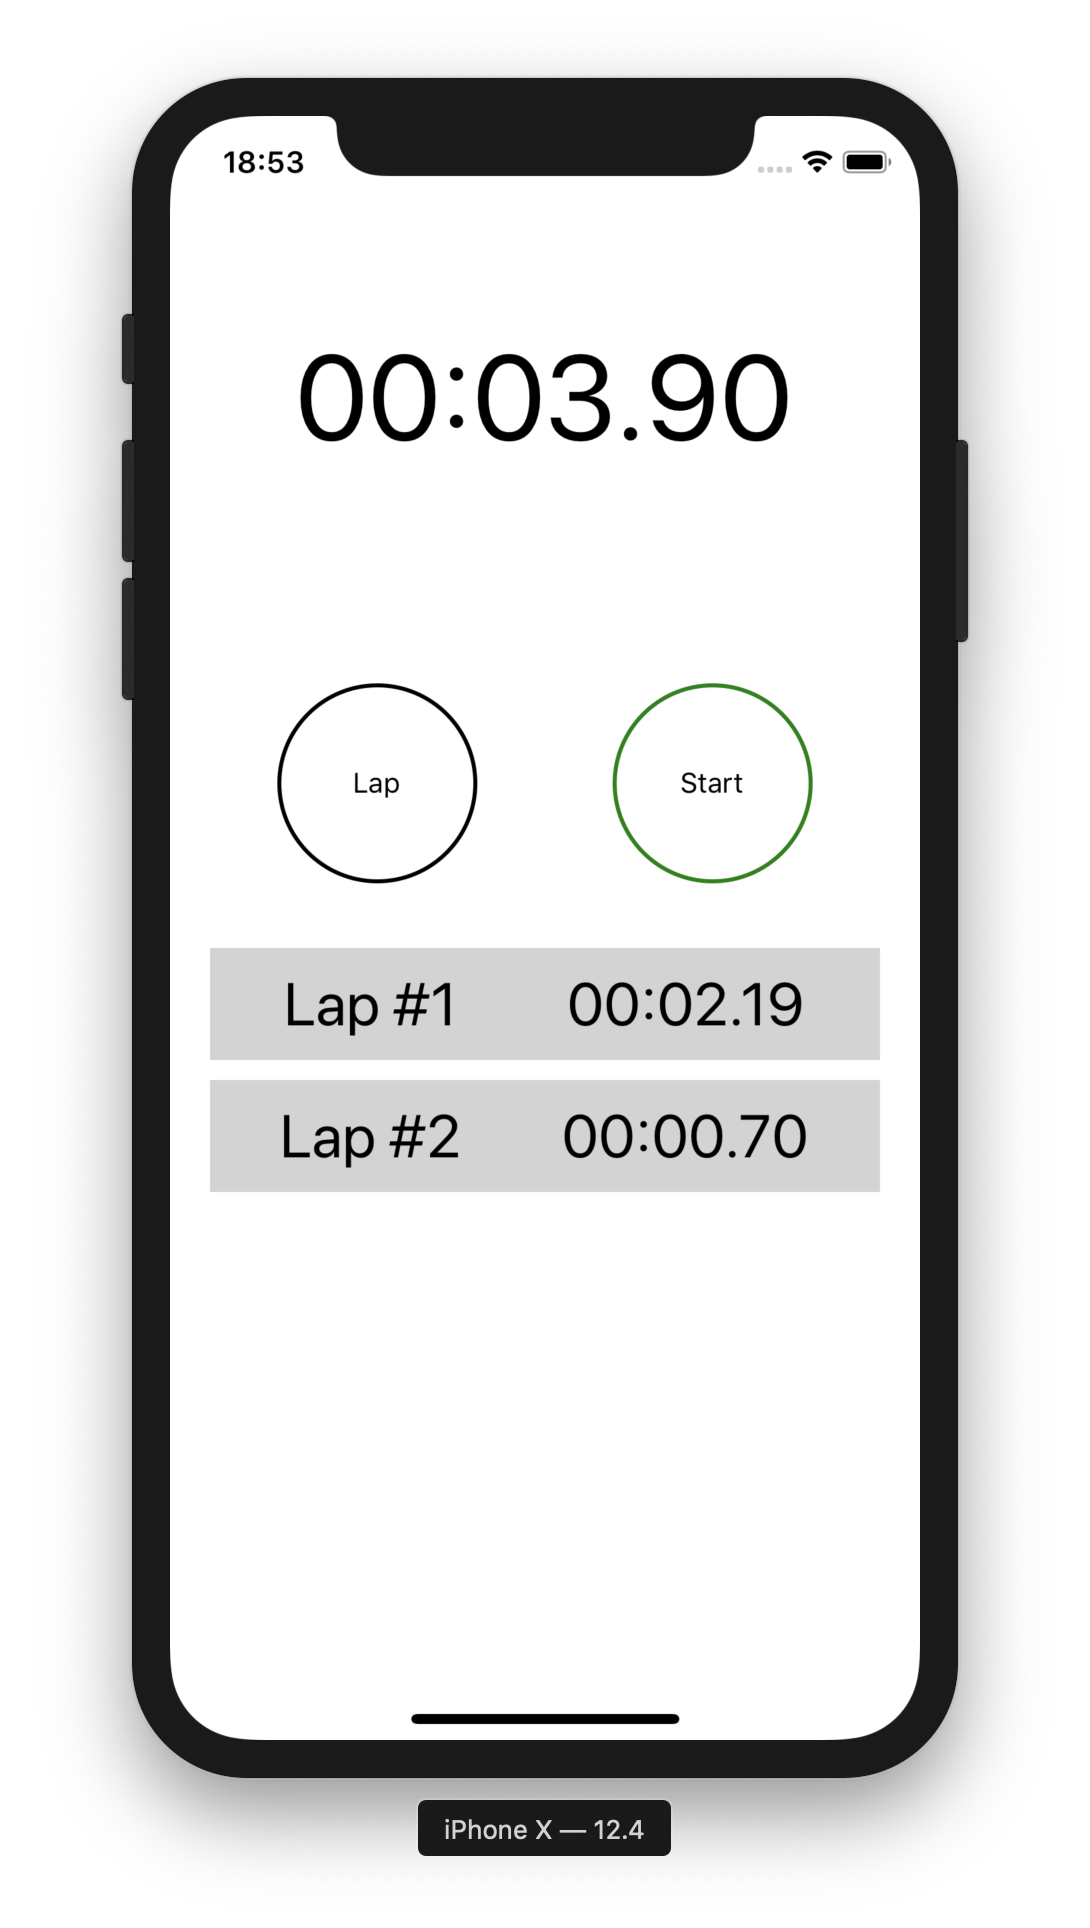 18:53
00:03.90
Lap Start
Lap #1 00:02.19
Lap #2 00:00.70
iPhone X — 12.4